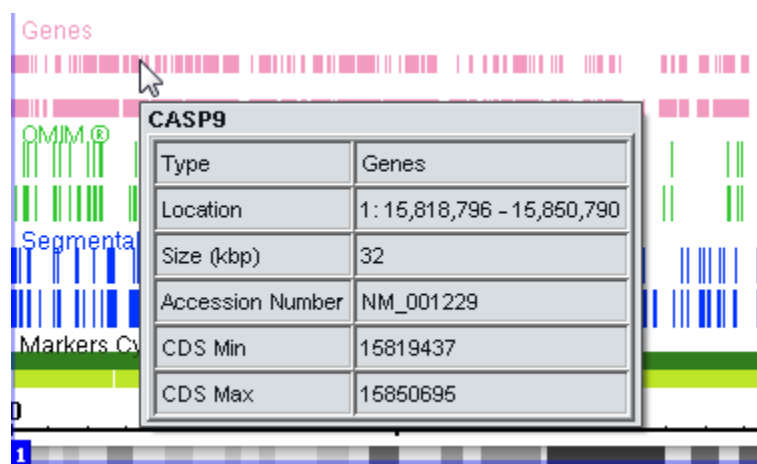 Genes
CASP9
OMIM ®
Type Genes
Location 1: 15,818,796 - 15,850,790
Segmental
Size (kbp) 32
Accession Number NM_001229
Markers Cy
CDS Min 15819437
CDS Max 15850695
0
1